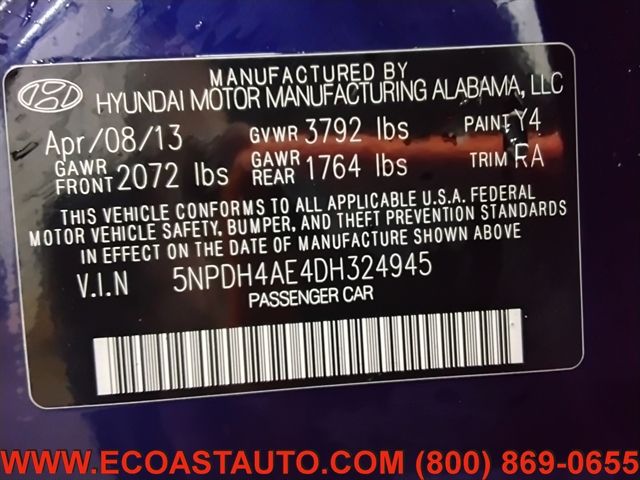 MANUFACTURED BY
HYUNDAI MOTOR MANUFACTURING ALABAMA, LLC
Apr/08/13 GVWR 3792 lbs PAINT Y4
GAWR FRONT 2072 lbs GAWR REAR 1764 lbs TRIM RA
THIS VEHICLE CONFORMS TO ALL APPLICABLE U.S.A. FEDERAL
MOTOR VEHICLE SAFETY, BUMPER, AND THEFT PREVENTION STANDARDS
IN EFFECT ON THE DATE OF MANUFACTURE SHOWN ABOVE
V.I.N 5NPDH4AE4DH324945
PASSENGER CAR
WWW.ECOASTAUTO.COM (800) 869-0655